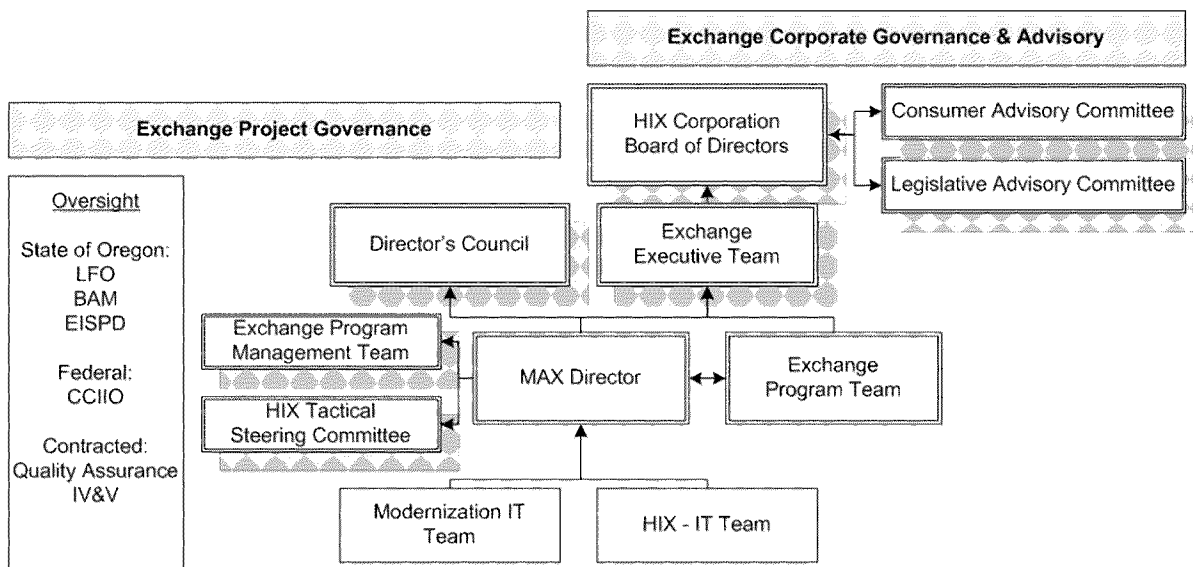 Exchange Corporate Governance & Advisory
Exchange Project Governance
HIX Corporation
Board of Directors
Consumer Advisory Committee
Legislative Advisory Committee
Oversight
State of Oregon:
LFO
BAM
EISPD
Federal:
CCIIO
Contracted:
Quality Assurance
IV&V
Director's Council
Exchange
Executive Team
Exchange Program
Management Team
HIX Tactical
Steering Committee
MAX Director
Exchange
Program Team
Modernization IT
Team
HIX - IT Team